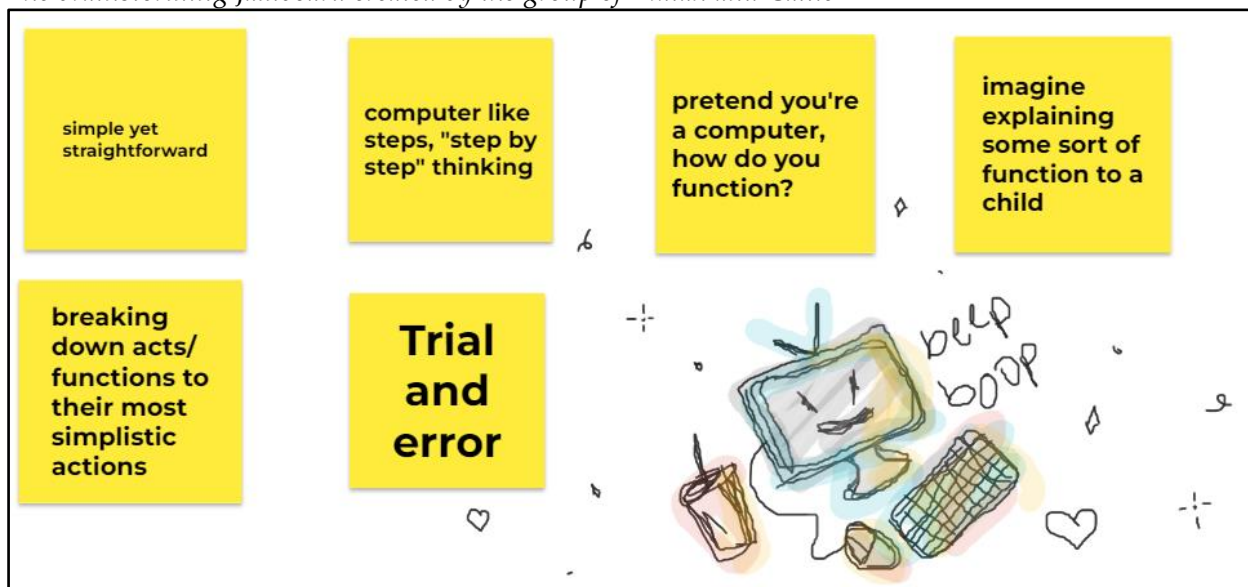 simple yet
straightforward
computer like
steps, "step by
step" thinking
pretend you're
a computer,
how do you
function?
imagine
explaining
some sort of
function to a
child
breaking
down acts/
functions to
their most
simplistic
actions
Trial
and
error
beep
boop